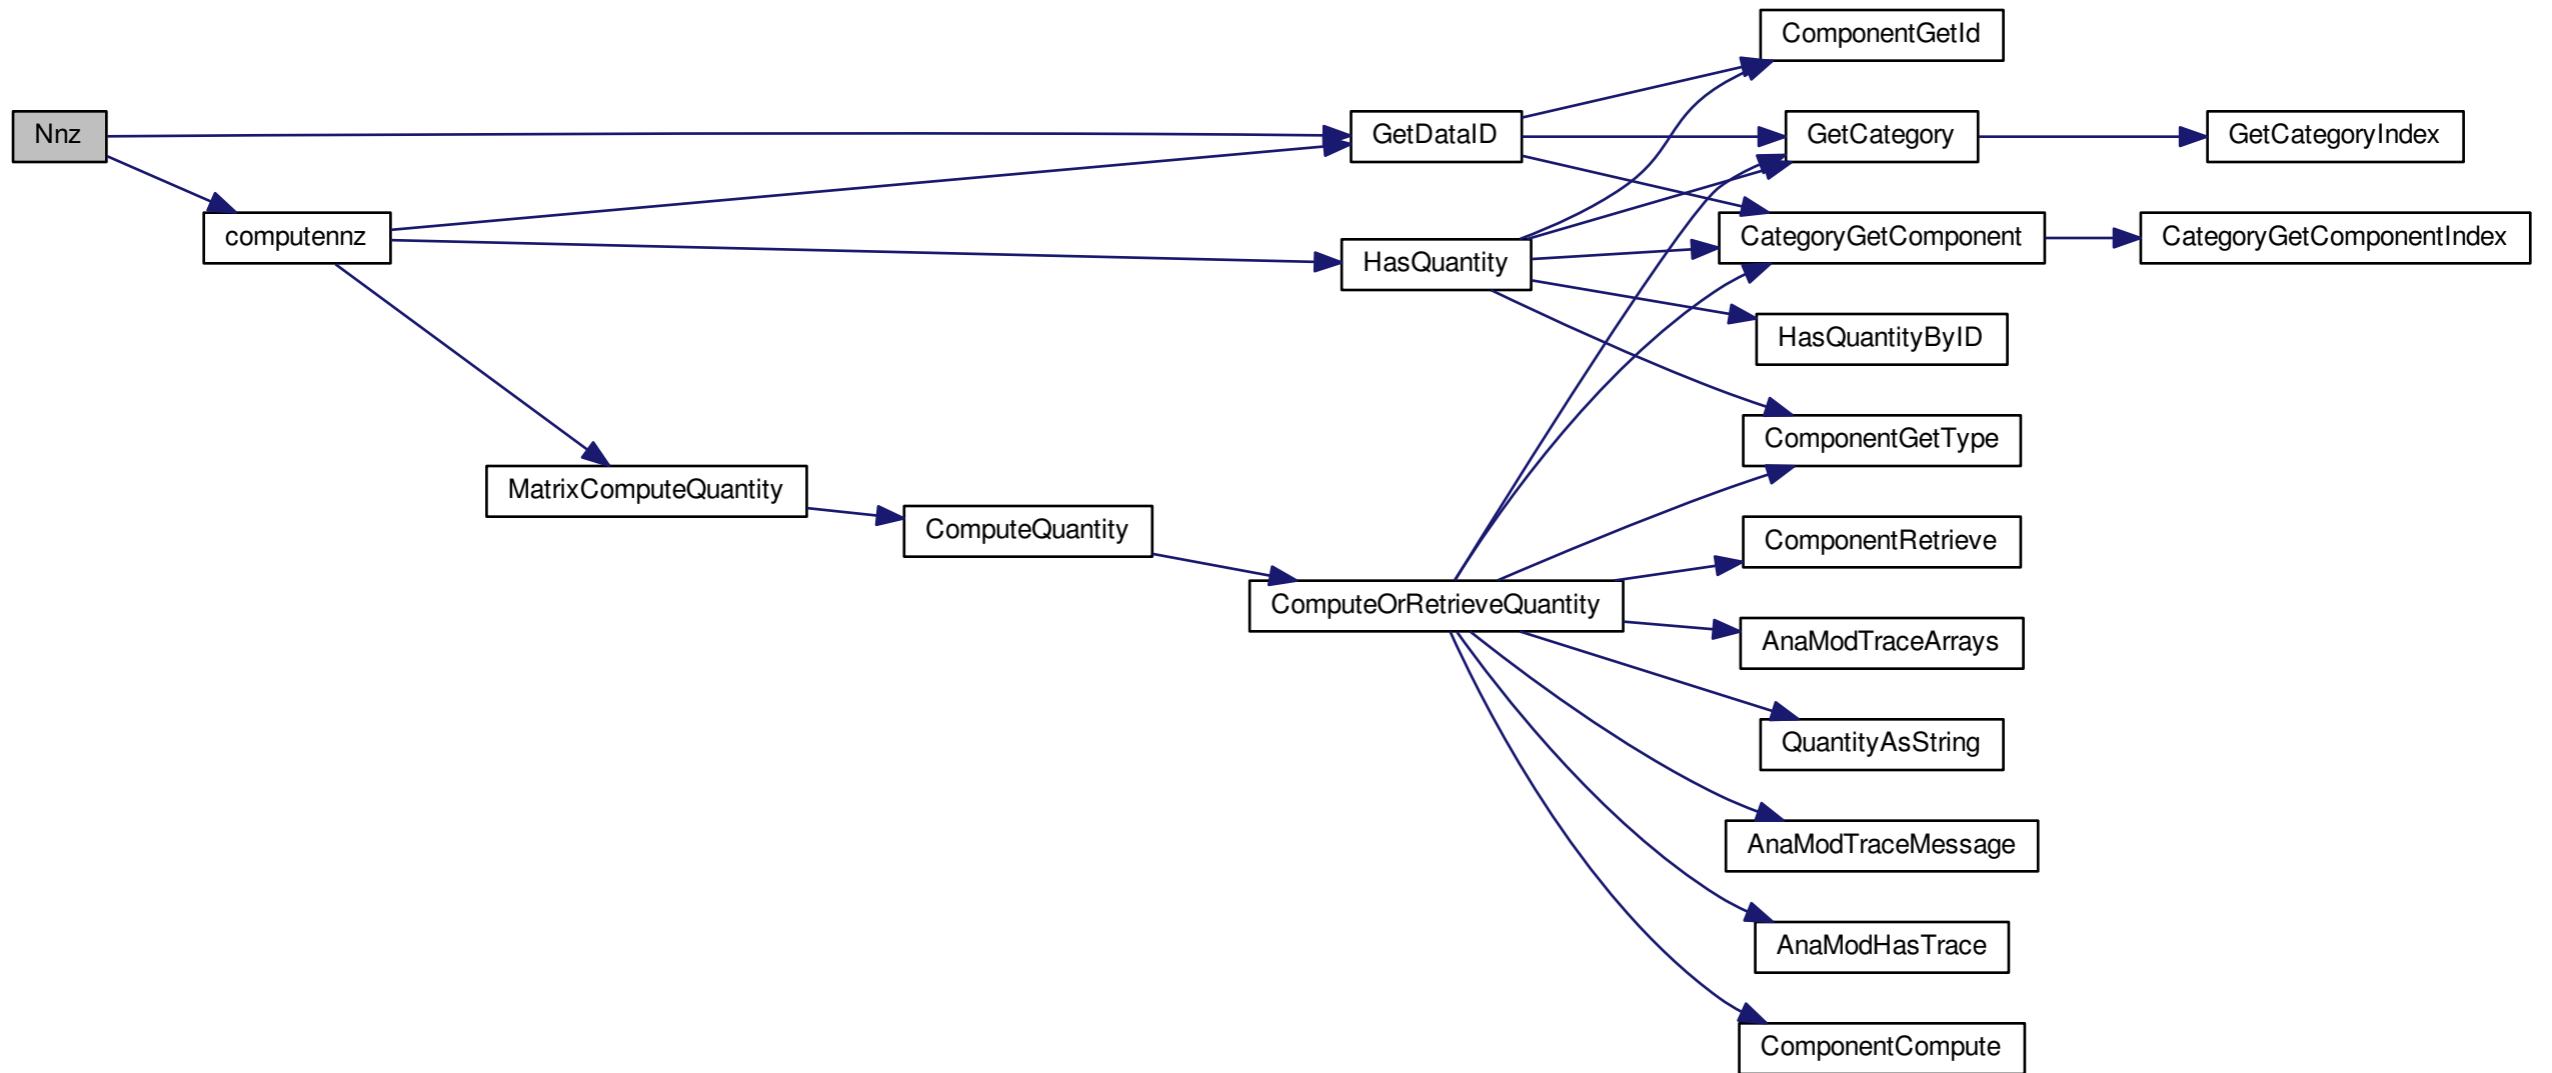 ComponentGetId
Nnz
GetDataID
GetCategory
GetCategoryIndex
computennz
CategoryGetComponent
CategoryGetComponentIndex
HasQuantity
HasQuantityByID
ComponentGetType
MatrixComputeQuantity
ComputeQuantity
ComponentRetrieve
ComputeOrRetrieveQuantity
AnaModTraceArrays
QuantityAsString
AnaModTraceMessage
AnaModHasTrace
ComponentCompute